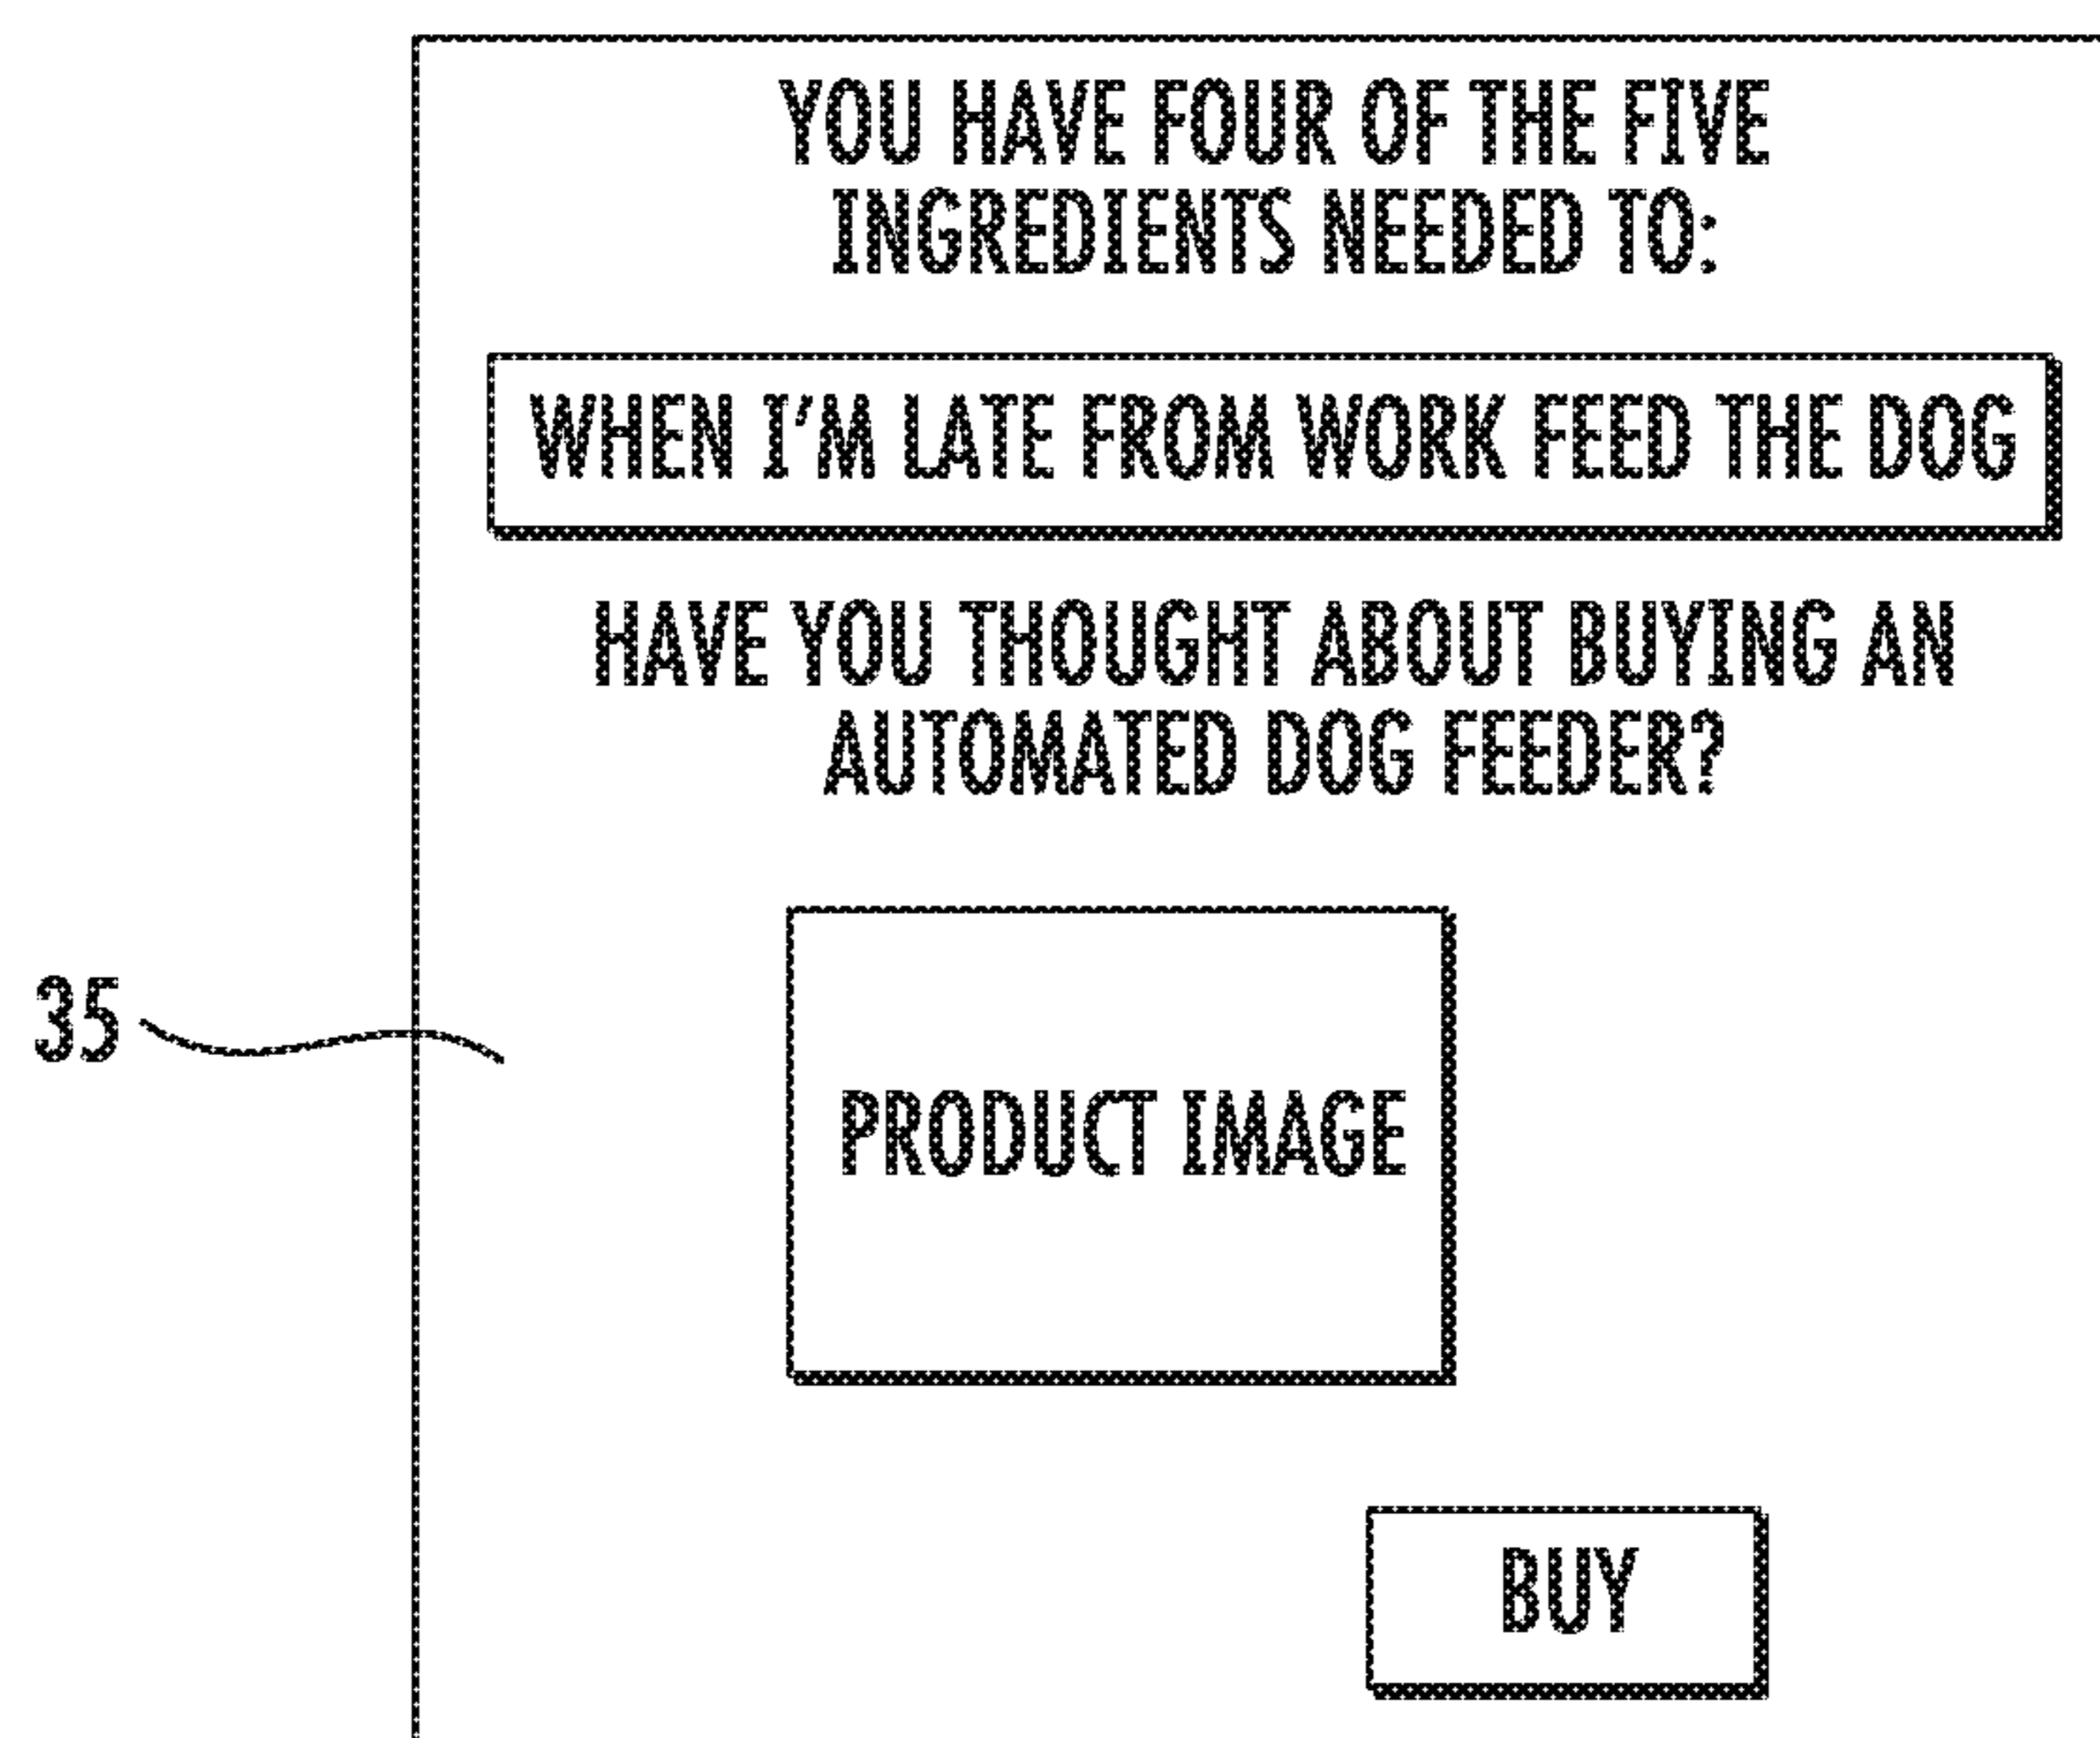 YOU HAVE FOUR OF THE FIVE
INGREDIENTS NEEDED TO:
WHEN I'M LATE FROM WORK FEED THE DOG
HAVE YOU THOUGHT ABOUT BUYING AN
AUTOMATED DOG FEEDER?
35
PRODUCT IMAGE
BUY